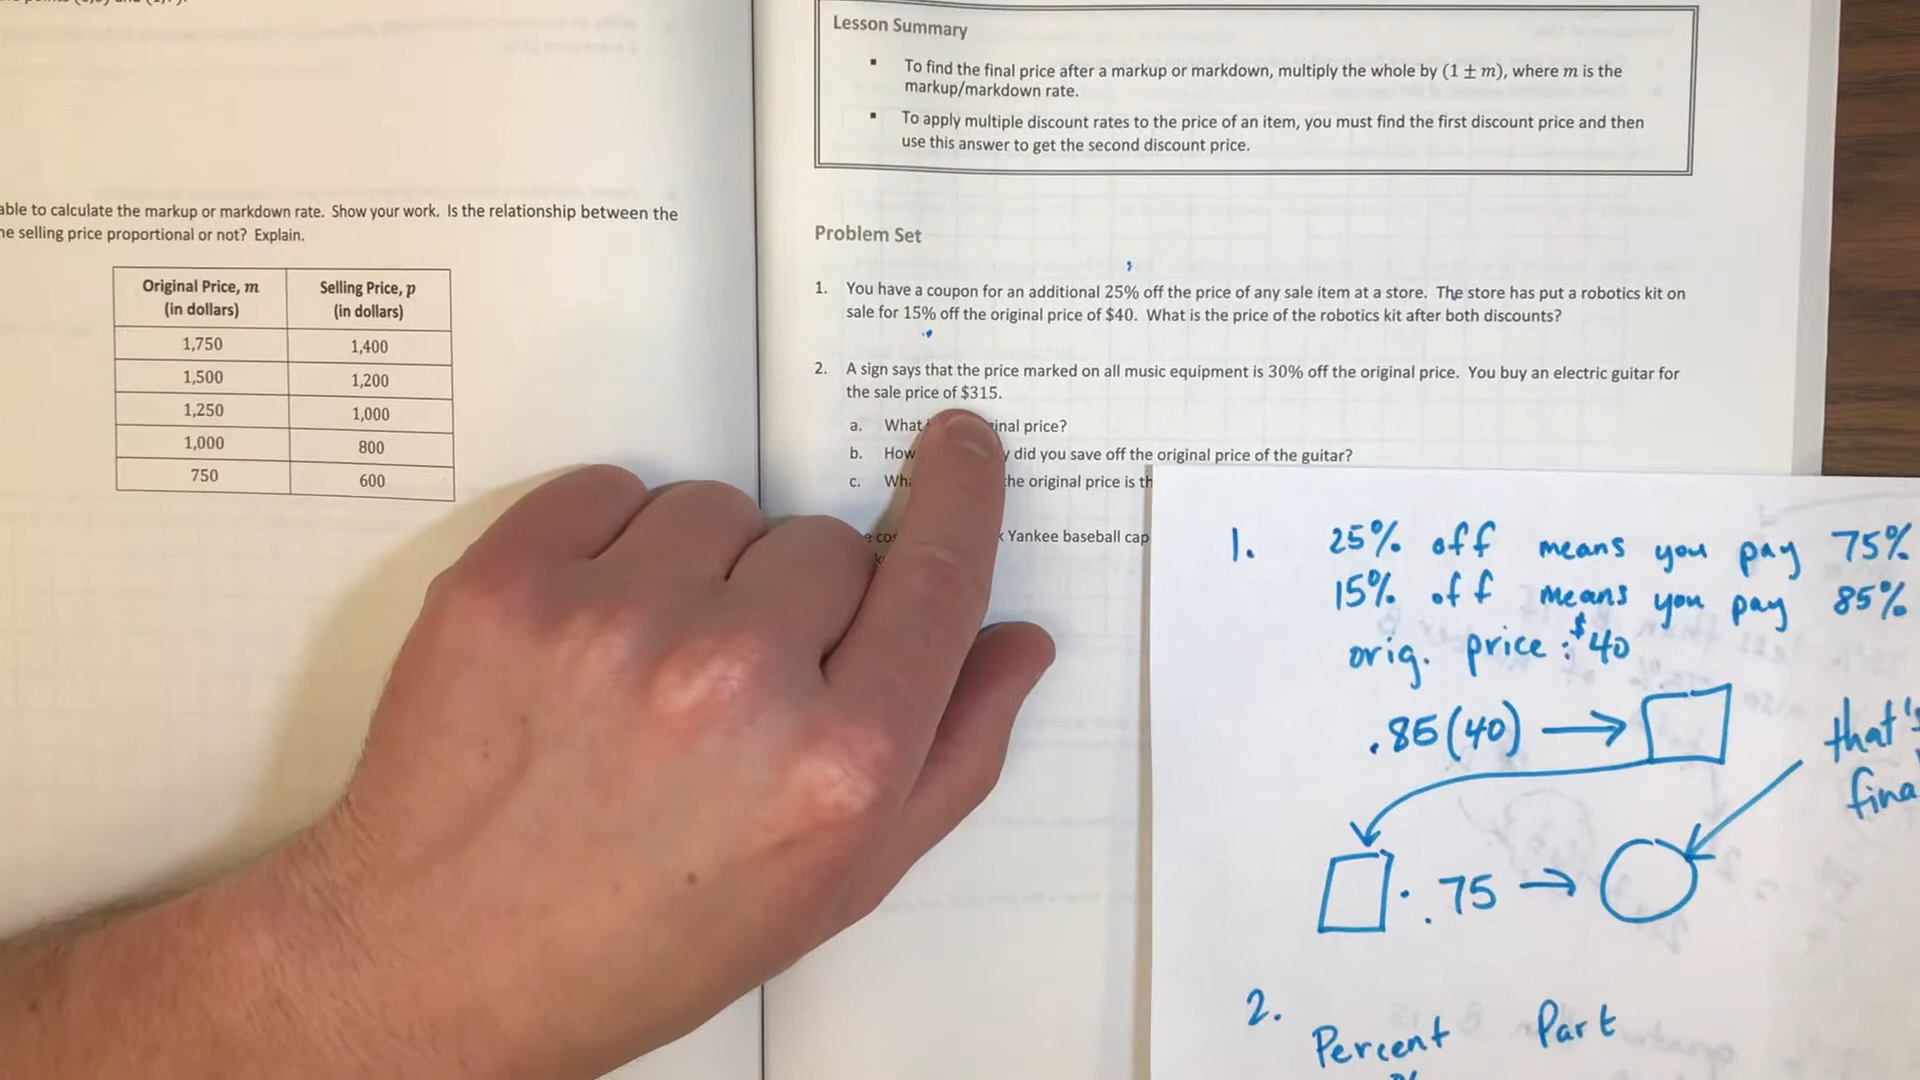 able to calculate the markup or markdown rate. Show your work. Is the relationship between the
he selling price proportional or not? Explain.
Original Price, m
(in dollars)
Selling Price, p
(in dollars)
1,750 1,400
1,500 1,200
1,250 1,000
1,000 800
750 600
Lesson Summary
▪ To find the final price after a markup or markdown, multiply the whole by (1 ± m), where m is the
markup/markdown rate.
▪ To apply multiple discount rates to the price of an item, you must find the first discount price and then
use this answer to get the second discount price.
Problem Set
1. You have a coupon for an additional 25% off the price of any sale item at a store. The store has put a robotics kit on
sale for 15% off the original price of $40. What is the price of the robotics kit after both discounts?
2. A sign says that the price marked on all music equipment is 30% off the original price. You buy an electric guitar for
the sale price of $315.
a. What inal price?
b. How y did you save off the original price of the guitar?
c. Wha he original price is th
e cos k Yankee baseball cap
1. 25% off means you pay 75%
15% off means you pay 85%
orig. price: $40
.85(40) → that's
fina
· .75 →
2.
Percent Part